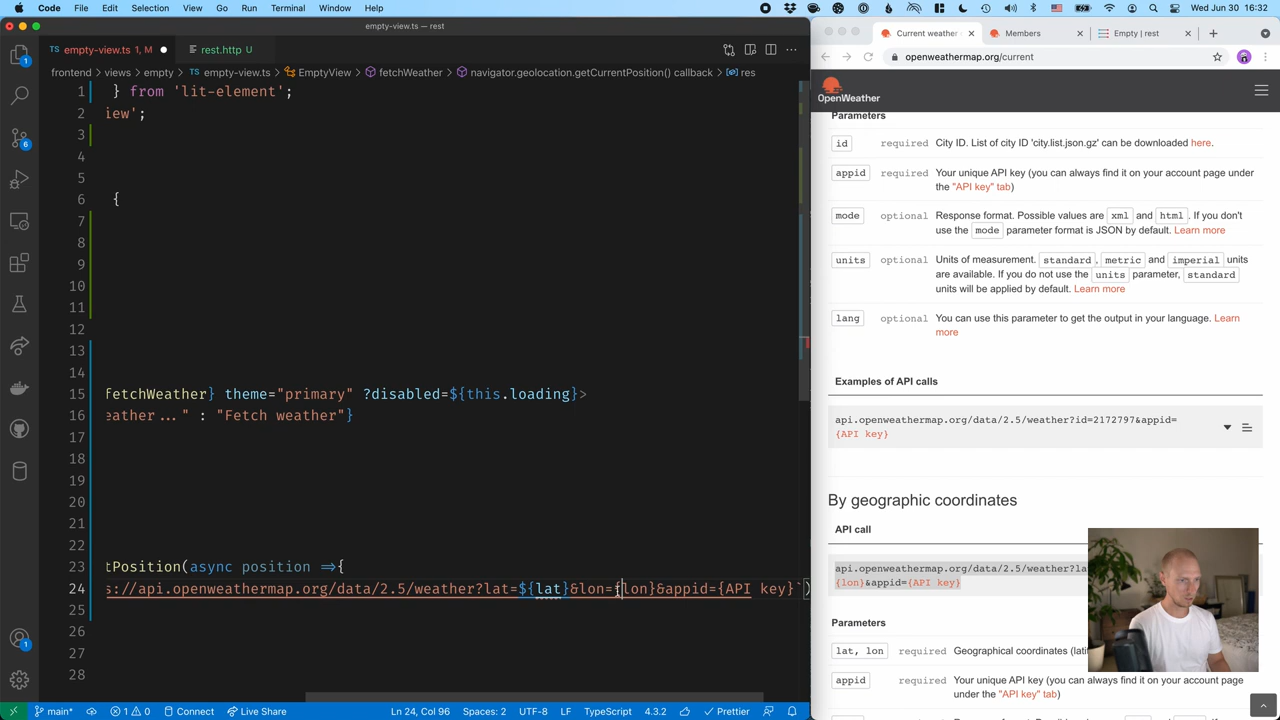 Code File Edit Selection View Go Run Terminal Window Help
Wed Aug 18 16:32
empty-view.ts — rest
empty-view.ts 1, M
rest.http U
Current weather
Members
Empty | rest
frontend > views > empty > empty-view.ts > EmptyView > fetchWeather > navigator.geolocation.getCurrentPosition() callback > res
openweathermap.org/current
1 } from 'lit-element';
2 iew';
3
4
5
6 {
7
8
9
10
11
12
13
14
15 fetchWeather} theme="primary" ?disabled=${this.loading}>
16 eather..." : "Fetch weather"}
17
18
19
20
21
22
23 tPosition(async position =>{
24 s://api.openweathermap.org/data/2.5/weather?lat=${lat}&lon={lon}&appid={API key}`)
25
26
27
28
1
6
1
main*
1 0
Connect
Git Graph
Ln 24, Col 96
Spaces: 2
UTF-8
LF
TypeScript
4.3.2
Prettier
OpenWeather
Parameters
id required City ID. List of city ID 'city.list.json.gz' can be downloaded here.
appid required Your unique API key (you can always find it on your account page under
the "API key" tab)
mode optional Response format. Possible values are xml and html. If you don't
use the mode parameter format is JSON by default. Learn more
units optional Units of measurement. standard, metric and imperial units
are available. If you do not use the units parameter, standard
units will be applied by default. Learn more
lang optional You can use this parameter to get the output in your language. Learn
more
Examples of API calls
api.openweathermap.org/data/2.5/weather?id=2172797&appid=
{API key}
By geographic coordinates
API call
api.openweathermap.org/data/2.5/weather?la
{lon}&appid={API key}
Parameters
lat, lon required Geographical coordinates (lati
appid required Your unique API key (you can always find it on your account page
under the "API key" tab)